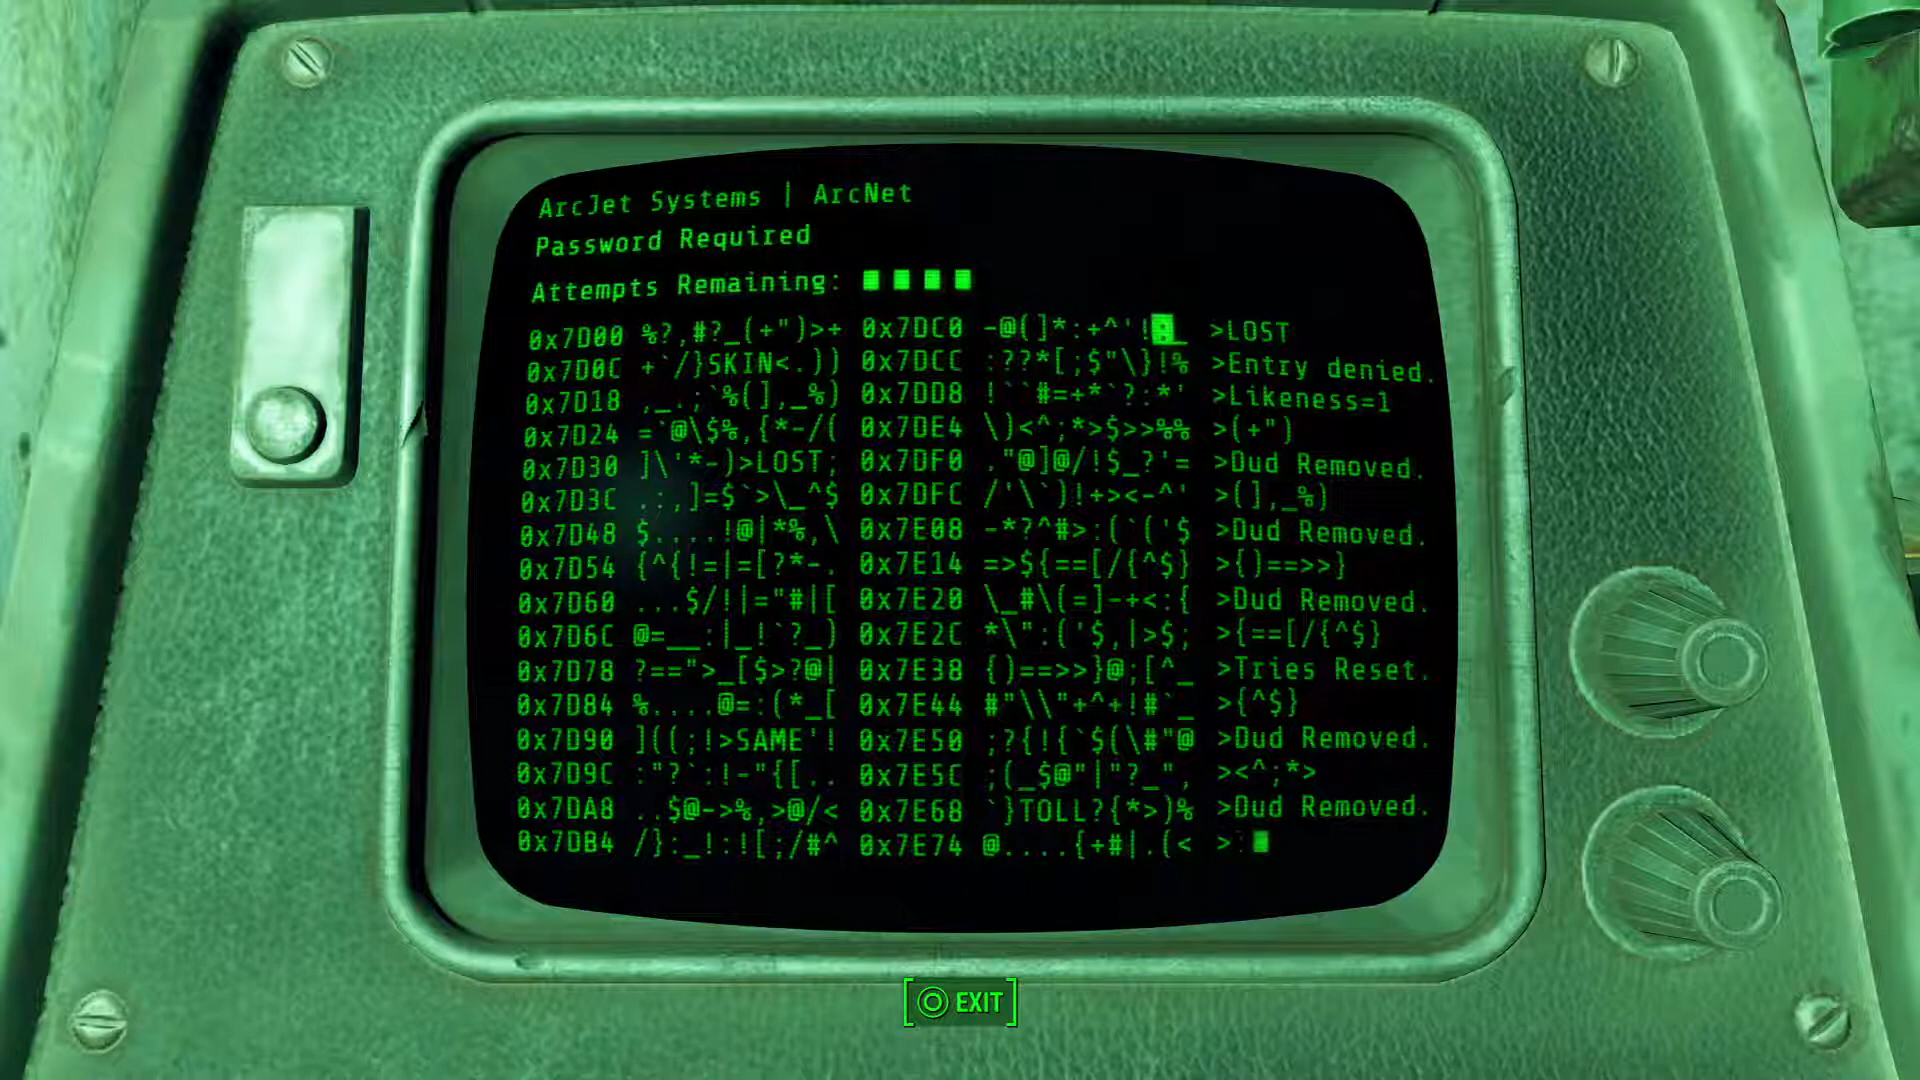 ArcJet Systems | ArcNet
Password Required
Attempts Remaining: ■ ■ ■ ■
0x7D00 %?,#?_(+")>+ 0x7DC0 -@(]*:+^'!8_ >LOST
0x7D0C +`/}SKIN<.)) 0x7DCC :??*[;$"\}!% >Entry denied.
0x7D18 ,_.;`%(],_%) 0x7DD8 !``#=+*`?:*' >Likeness=1
0x7D24 =`@\$%,{*-/( 0x7DE4 \)<^;*>$>>%% >(+")
0x7D30 ]\'*-)>LOST; 0x7DF0 ,"@]@/!$_?'= >Dud Removed.
0x7D3C .:,]=$`>\_^$ 0x7DFC /'\`)!+><-^' >(],_%)
0x7D48 $....!@|*%,\ 0x7E08 -*?^#>:(`('$ >Dud Removed.
0x7D54 {^{!=|=[?*-. 0x7E14 =>${==[/{^$} >{)==>>}
0x7D60 ...$/!|="#|[ 0x7E20 \_#\(=]-+<:{ >Dud Removed.
0x7D6C @=__:|_!`?_) 0x7E2C *\":('$,|>$; >{==[/{^$}
0x7D78 ?==">_[$>?@| 0x7E38 {)==>>}@;[^_ >Tries Reset.
0x7D84 %....@=:(*_[ 0x7E44 #"\\"+^+!#`_ >{^$}
0x7D90 ]((;!>SAME'! 0x7E50 ;?{!{`$(\#"@ >Dud Removed.
0x7D9C :"?`:!-"{[.. 0x7E5C ;(_$@"|"?_", ><^;*>
0x7DA8 ..$@->%,>@/< 0x7E68 `}TOLL?{*>)% >Dud Removed.
0x7DB4 /}:_!:![;/#^ 0x7E74 @....{+#|.(< >
EXIT